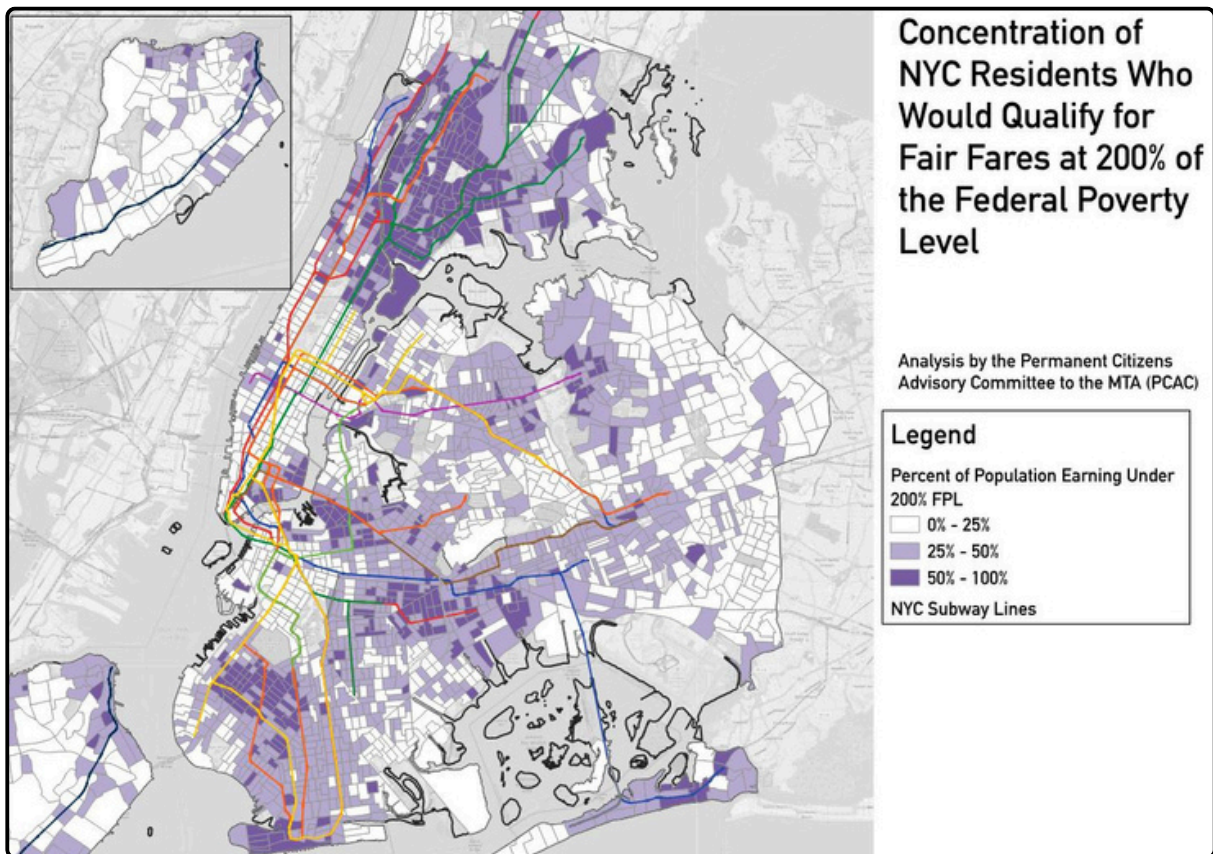 Concentration of
NYC Residents Who
Would Qualify for
Fair Fares at 200% of
the Federal Poverty
Level
Analysis by the Permanent Citizens
Advisory Committee to the MTA (PCAC)
Legend
Percent of Population Earning Under
200% FPL
0% - 25%
25% - 50%
50% - 100%
NYC Subway Lines